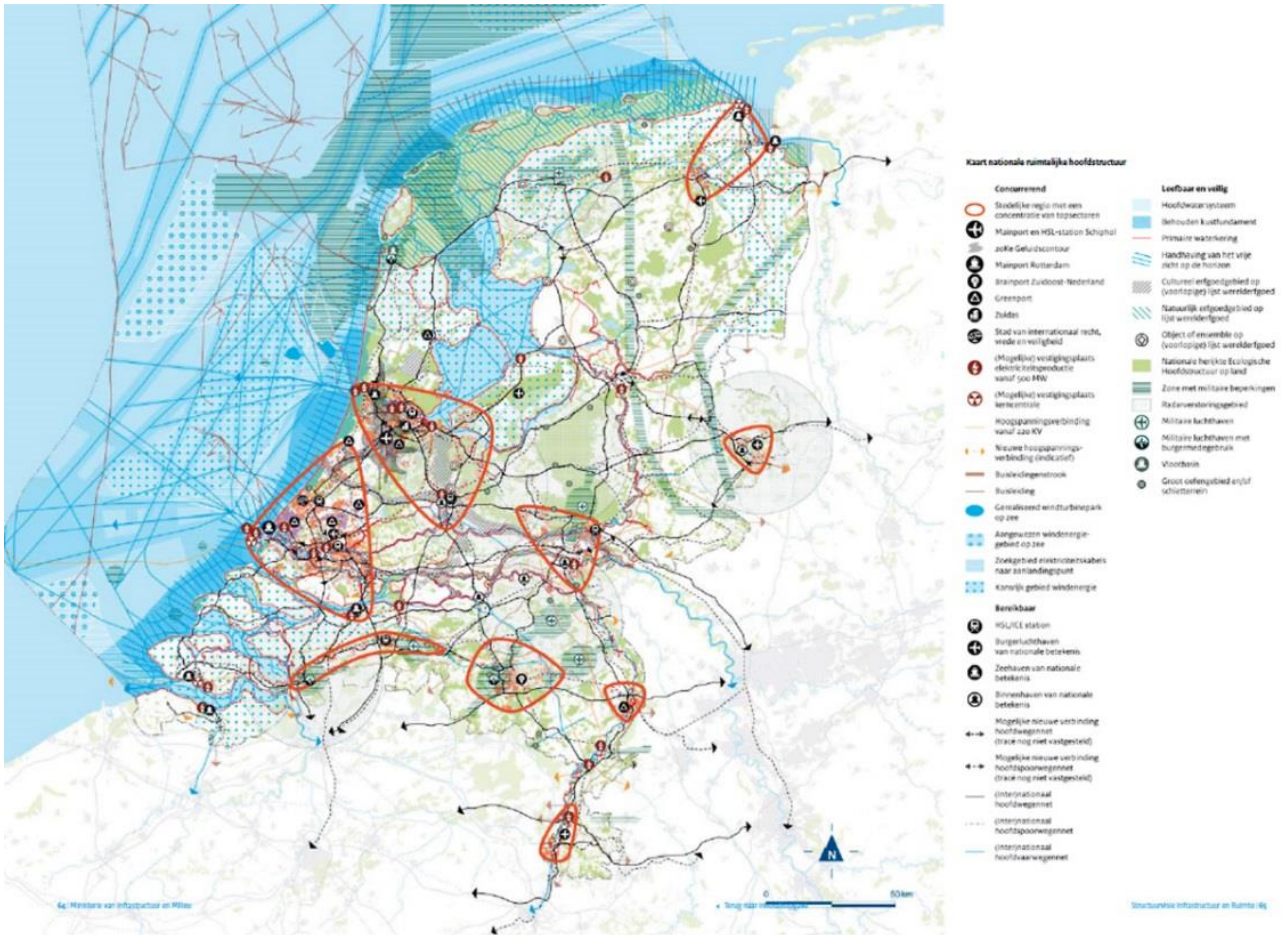 Kaart nationale ruimtelijke hoofdstructuur
Concurrerend
Stedelijke regio met een
concentratie van topsectoren
Mainport en HSL-station Schiphol
20Ke Geluidscontour
Mainport Rotterdam
Brainport Zuidoost-Nederland
Greenport
Zuidas
Stad van internationaal recht,
vrede en veiligheid
(Mogelijke) vestigingsplaats
elektriciteitsproductie
vanaf 500 MW
(Mogelijke) vestigingsplaats
kerncentrale
Hoogspanningsverbinding
vanaf 220 KV
Nieuwe hoogspannings-
verbinding (indicatief)
Buisleidingenstrook
Buisleiding
Gerealiseerd windturbinepark
op zee
Aangewezen windenergie-
gebied op zee
Zoekgebied elektriciteitskabels
naar aanlandingspunt
Kansrijk gebied windenergie
Bereikbaar
HSL/ICE station
Burgerluchthaven
van nationale betekenis
Zeehaven van nationale
betekenis
Binnenhaven van nationale
betekenis
Mogelijke nieuwe verbinding
hoofdwegennet
(tracé nog niet vastgesteld)
Mogelijke nieuwe verbinding
hoofdspoorwegennet
(tracé nog niet vastgesteld)
(Inter)nationaal
hoofdwegennet
(Inter)nationaal
hoofdspoorwegennet
(Inter)nationaal
hoofdvaarwegennet
Leefbaar en veilig
Hoofdwatersysteem
Behouden kustfundament
Primaire waterkering
Handhaving van het vrije
zicht op de horizon
Cultureel erfgoedgebied op
(voorlopige) lijst werelderfgoed
Natuurlijk erfgoedgebied op
lijst werelderfgoed
Object of ensemble op
(voorlopige) lijst werelderfgoed
Nationale herijkte Ecologische
Hoofdstructuur op land
Zone met militaire beperkingen
Radarverstoringsgebied
Militaire luchthaven
Militaire luchthaven met
burgermedegebruik
Vlootbasis
Groot oefengebied en/of
schietterrein
N
0 50 km
64 | Ministerie van Infrastructuur en Milieu
Terug naar
Structuurvisie Infrastructuur en Ruimte | 65